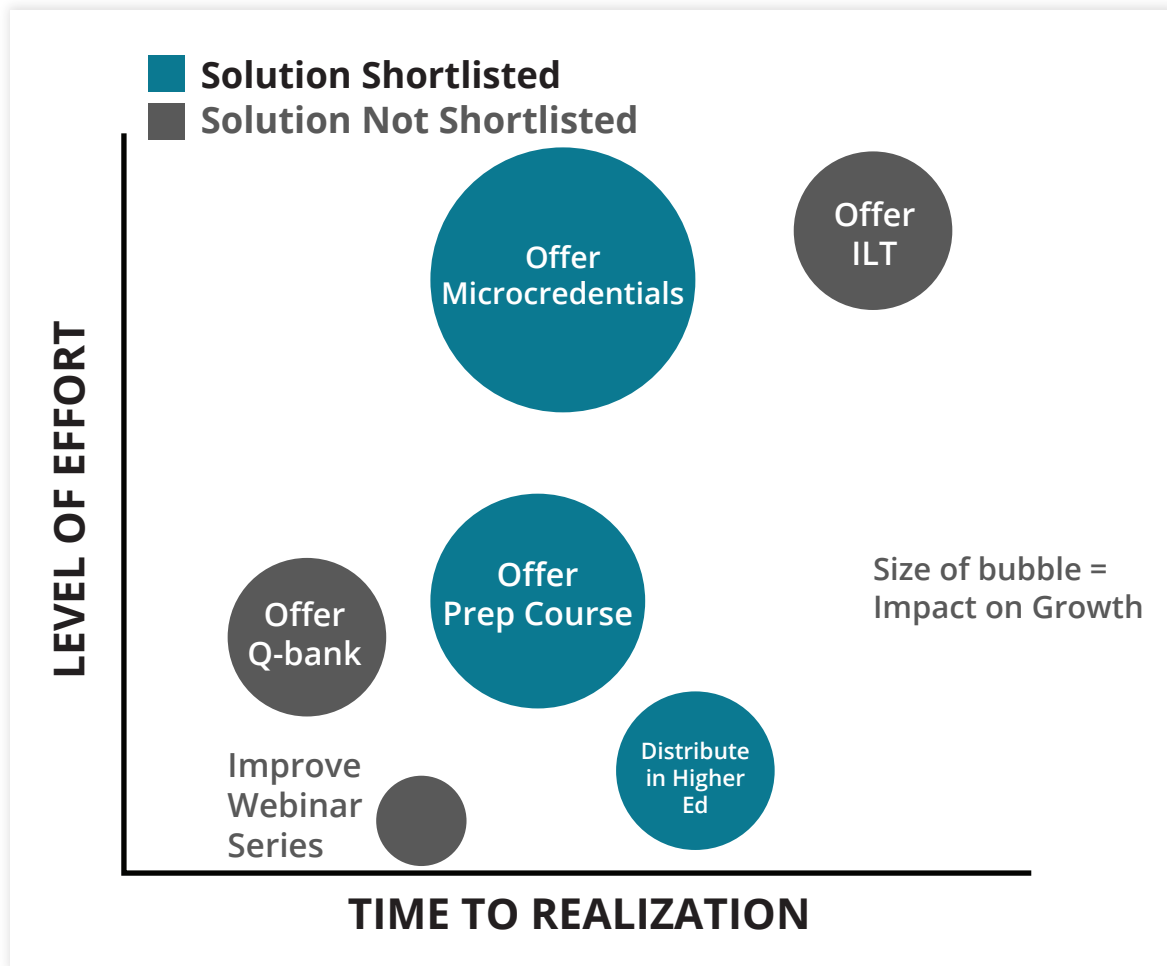 Solution Shortlisted
Solution Not Shortlisted
Offer
Microcredentials
Offer
ILT
LEVEL OF EFFORT
Offer
Prep Course
Size of bubble =
Impact on Growth
Offer
Q-bank
Distribute
in Higher
Ed
Improve
Webinar
Series
TIME TO REALIZATION